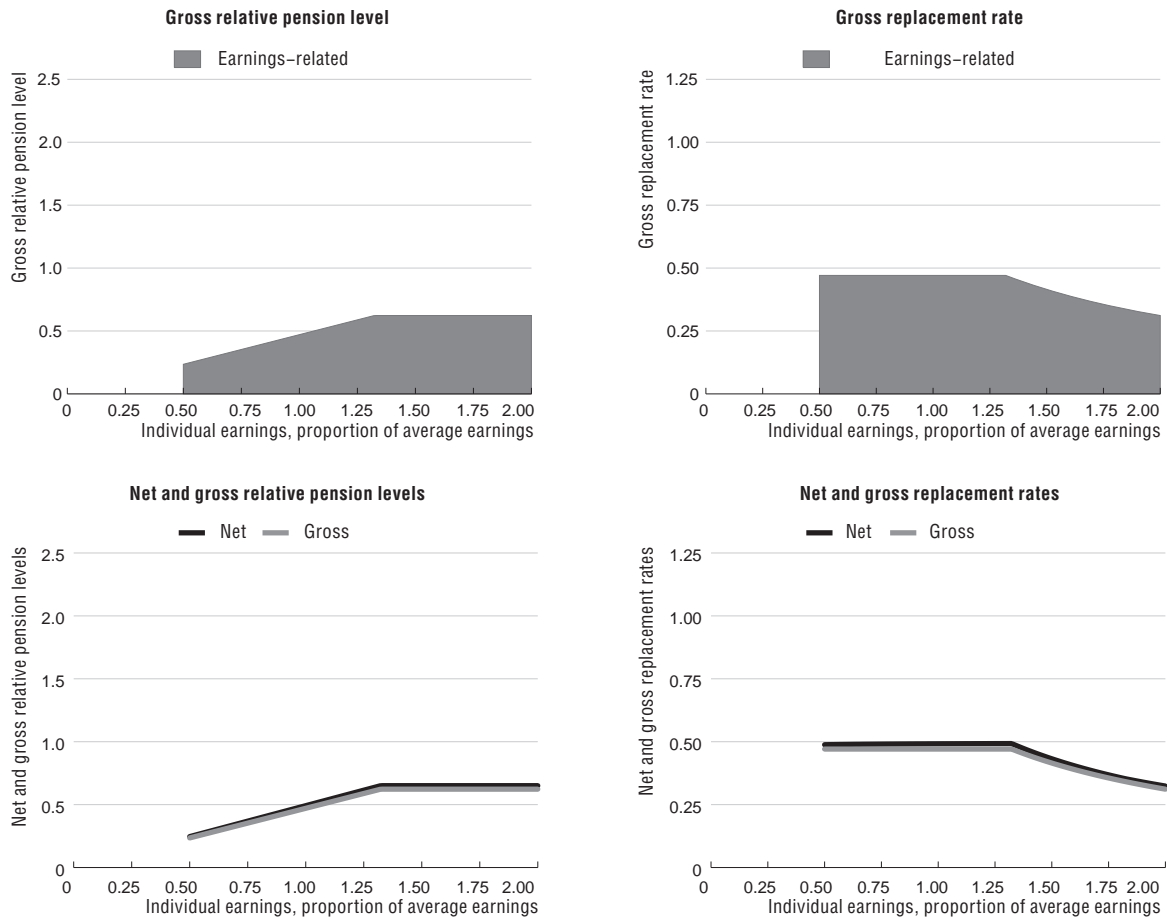 Gross relative pension level
Earnings–related
Gross relative pension level
2.5
2.0
1.5
1.0
0.5
0
0 0.25 0.50 0.75 1.00 1.25 1.50 1.75 2.00
Individual earnings, proportion of average earnings
Gross replacement rate
Earnings–related
Gross replacement rate
1.25
1.00
0.75
0.50
0.25
0
0 0.25 0.50 0.75 1.00 1.25 1.50 1.75 2.00
Individual earnings, proportion of average earnings
Net and gross relative pension levels
Net Gross
Net and gross relative pension levels
2.5
2.0
1.5
1.0
0.5
0
0 0.25 0.50 0.75 1.00 1.25 1.50 1.75 2.00
Individual earnings, proportion of average earnings
Net and gross replacement rates
Net Gross
Net and gross replacement rates
1.25
1.00
0.75
0.50
0.25
0
0 0.25 0.50 0.75 1.00 1.25 1.50 1.75 2.00
Individual earnings, proportion of average earnings